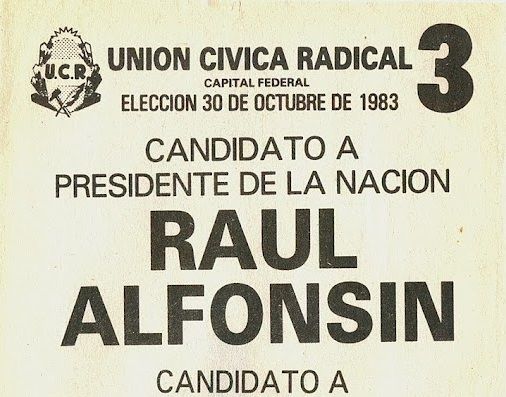 U.C.R.
UNION CIVICA RADICAL 3
CAPITAL FEDERAL
ELECCION 30 DE OCTUBRE DE 1983
CANDIDATO A
PRESIDENTE DE LA NACION
RAUL
ALFONSIN
CANDIDATO A